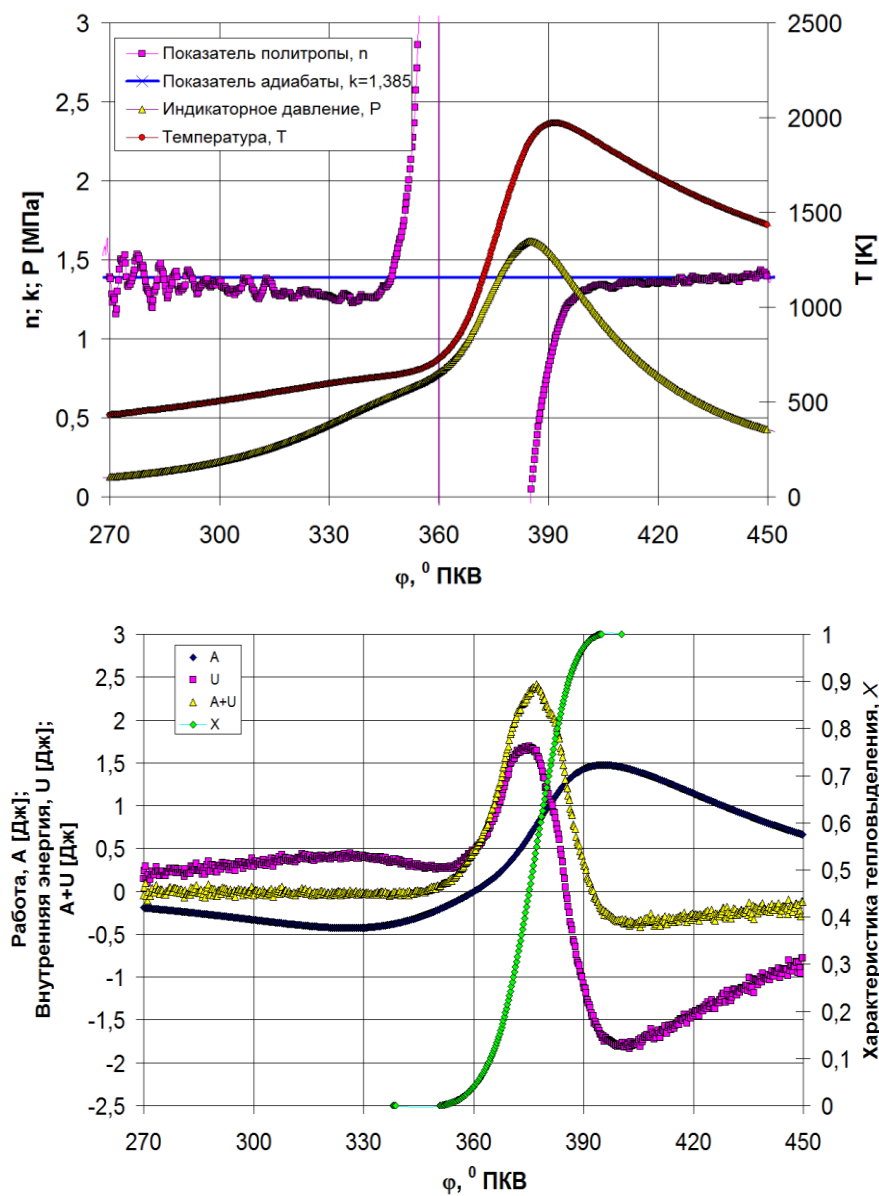 3
2,5
2
1,5
1
0,5
0
n; k; P [МПа]
Показатель политропы, n
Показатель адиабаты, k=1,385
Индикаторное давление, P
Температура, T
2500
2000
1500
1000
500
0
T [K]
270 300 330 360 390 420 450
φ, ⁰ ПКВ
3
2,5
2
1,5
1
0,5
0
-0,5
-1
-1,5
-2
-2,5
Работа, A [Дж];
Внутренняя энергия, U [Дж];
A+U [Дж]
A
U
A+U
X
1
0,9
0,8
0,7
0,6
0,5
0,4
0,3
0,2
0,1
0
Характеристика тепловыделения, X
270 300 330 360 390 420 450
φ, ⁰ ПКВ